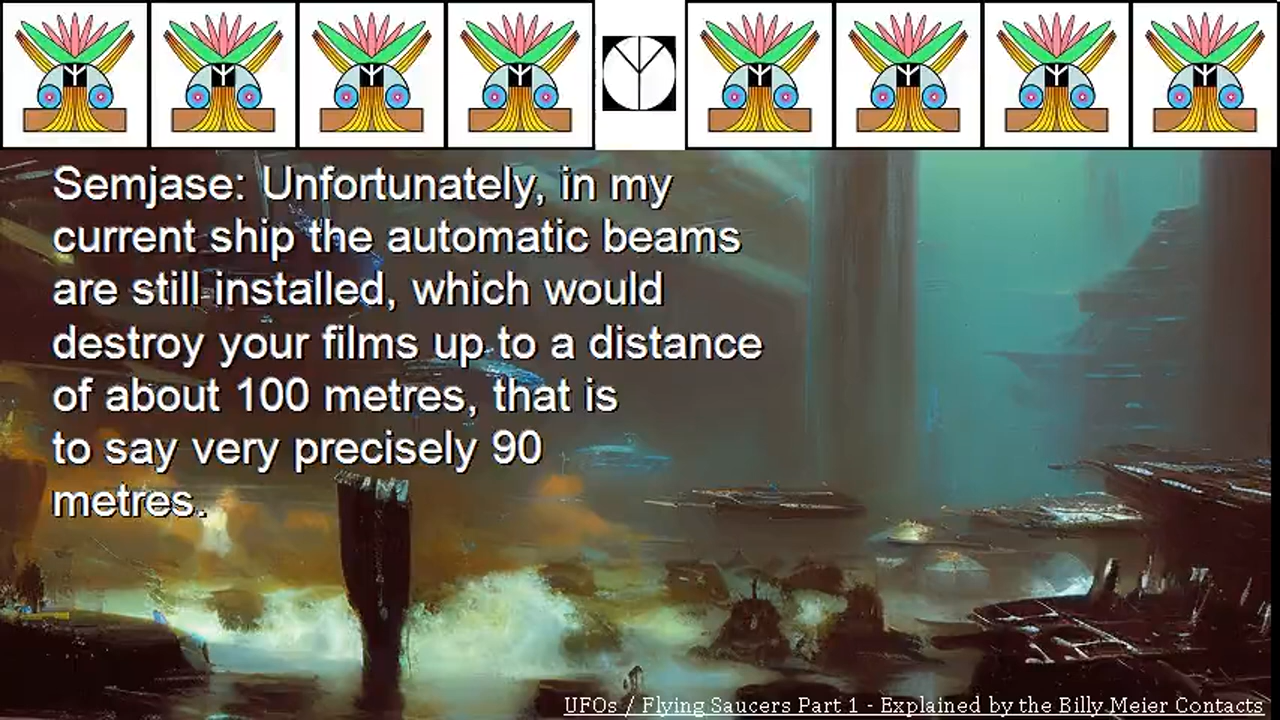 Semjase: Unfortunately, in my
current ship the automatic beams
are still installed, which would
destroy your films up to a distance
of about 100 metres, that is
to say very precisely 90
metres.
UFOs / Flying Saucers Part 1 - Explained by the Billy Meier Contacts